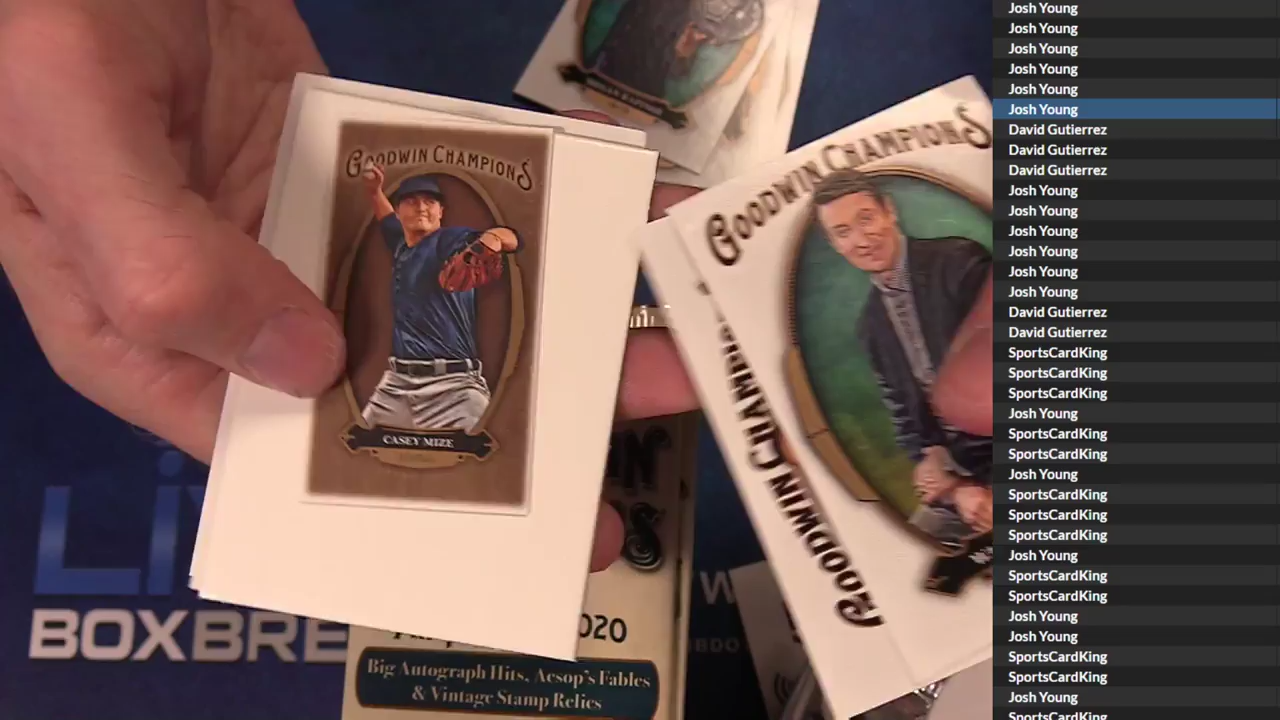 GOODWIN CHAMPIONS
CASEY MIZE
GOODWIN CHAMPIONS
GOODWIN CHAMPIONS
BOXBRE
2020
Big Autograph Hits, Aesop's Fables
& Vintage Stamp Relics
Josh Young
Josh Young
Josh Young
Josh Young
Josh Young
Josh Young
David Gutierrez
David Gutierrez
David Gutierrez
Josh Young
Josh Young
Josh Young
Josh Young
Josh Young
Josh Young
David Gutierrez
David Gutierrez
SportsCardKing
SportsCardKing
SportsCardKing
Josh Young
SportsCardKing
SportsCardKing
Josh Young
SportsCardKing
SportsCardKing
SportsCardKing
Josh Young
SportsCardKing
SportsCardKing
Josh Young
Josh Young
SportsCardKing
SportsCardKing
Josh Young
SportsCardKing